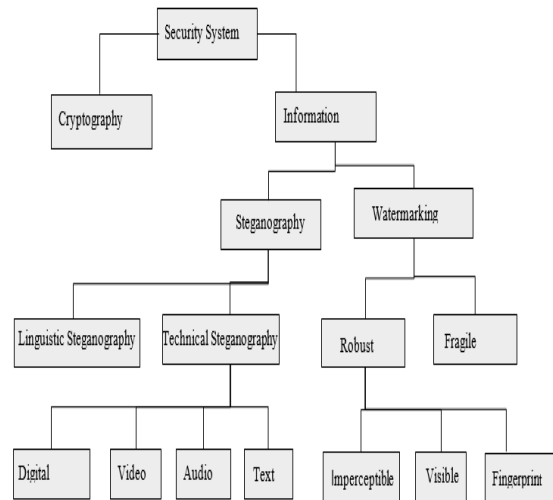 Security System
Cryptography
Information
Steganography
Watermarking
Linguistic Steganography
Technical Steganography
Robust
Fragile
Digital
Video
Audio
Text
Imperceptible
Visible
Fingerprint